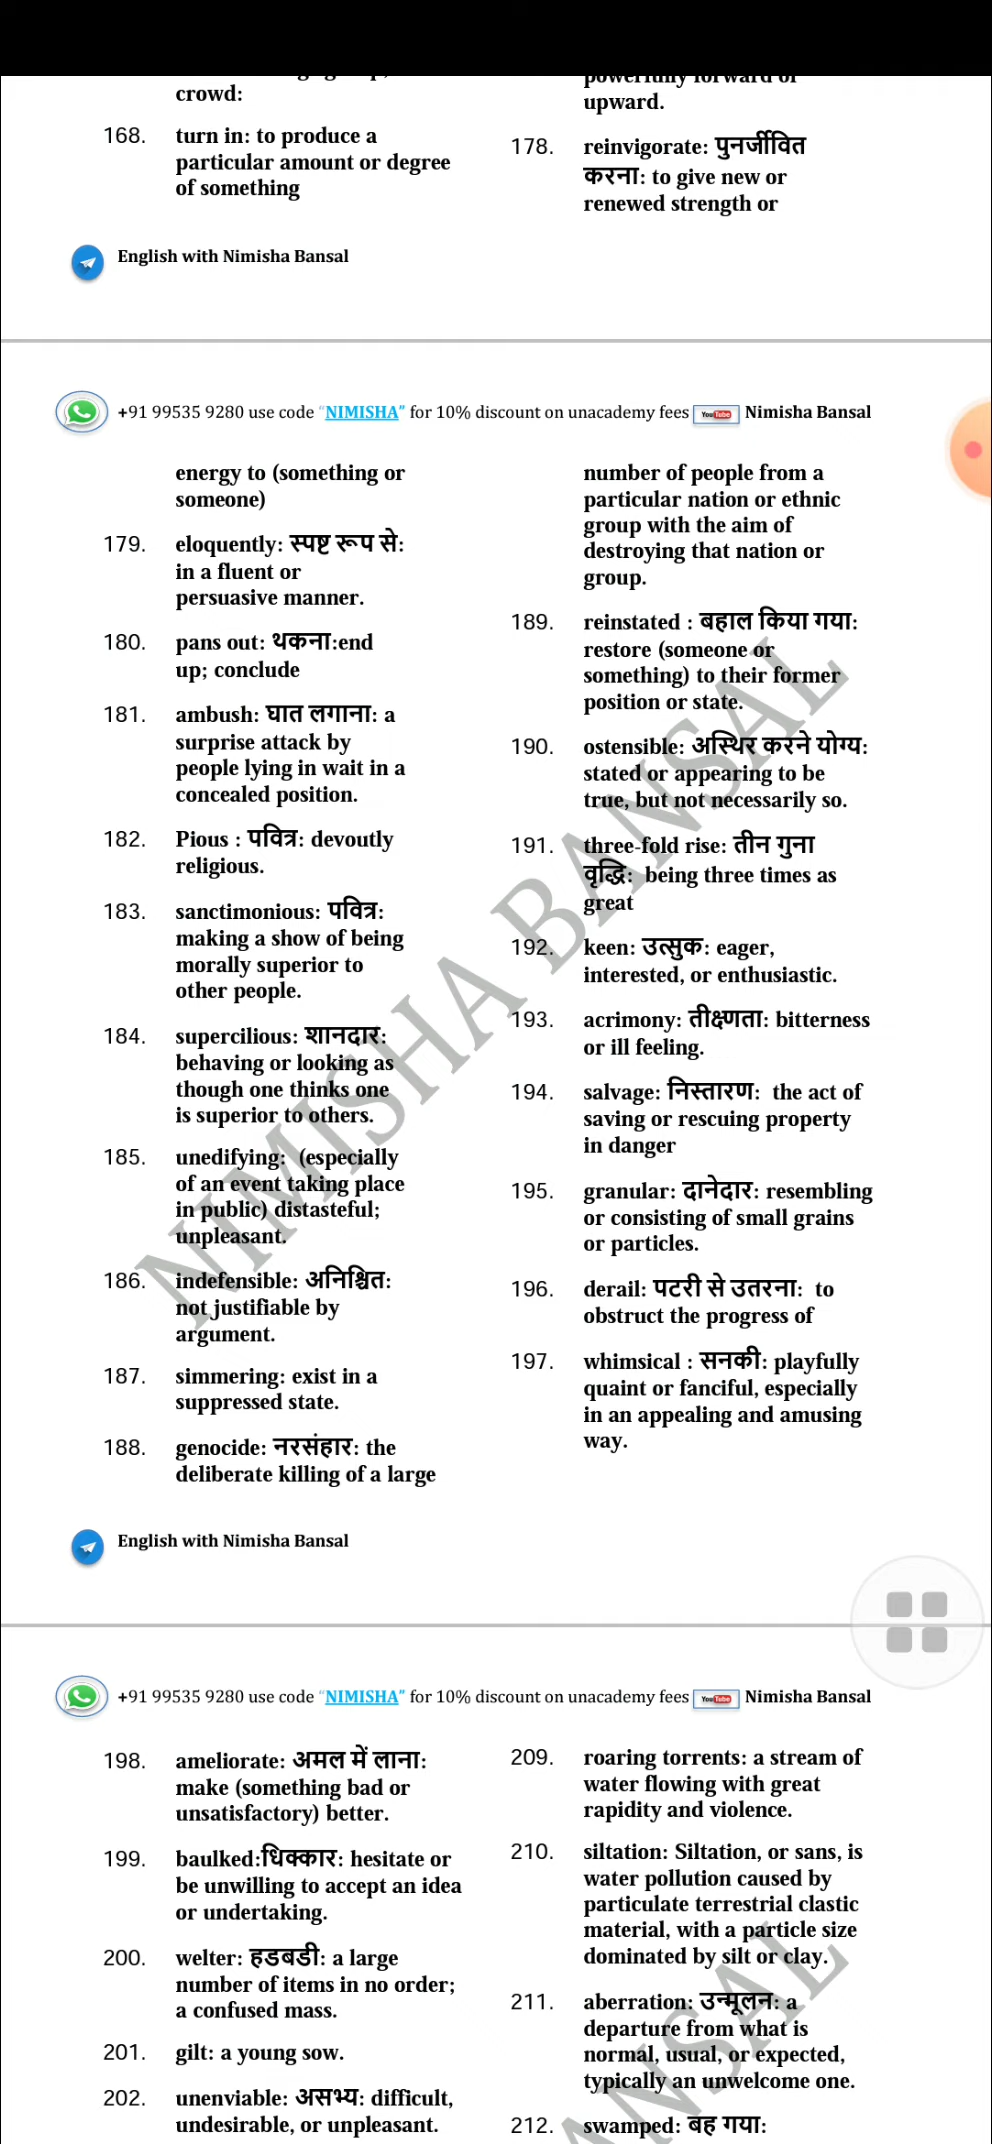 crowd:
168. turn in: to produce a
particular amount or degree
of something
upward.
178. reinvigorate: पुनर्जीवित
करना: to give new or
renewed strength or
English with Nimisha Bansal
+91 99535 9280 use code "NIMISHA" for 10% discount on unacademy fees YouTube Nimisha Bansal
energy to (something or
someone)
179. eloquently: स्पष्ट रूप से:
in a fluent or
persuasive manner.
180. pans out: थकना:end
up; conclude
181. ambush: घात लगाना: a
surprise attack by
people lying in wait in a
concealed position.
182. Pious : पवित्र: devoutly
religious.
183. sanctimonious: पवित्र:
making a show of being
morally superior to
other people.
184. supercilious: शानदार:
behaving or looking as
though one thinks one
is superior to others.
185. unedifying: (especially
of an event taking place
in public) distasteful;
unpleasant.
186. indefensible: अनिश्चित:
not justifiable by
argument.
187. simmering: exist in a
suppressed state.
188. genocide: नरसंहार: the
deliberate killing of a large
number of people from a
particular nation or ethnic
group with the aim of
destroying that nation or
group.
189. reinstated : बहाल किया गया:
restore (someone or
something) to their former
position or state.
190. ostensible: अस्थिर करने योग्य:
stated or appearing to be
true, but not necessarily so.
191. three-fold rise: तीन गुना
वृद्धि: being three times as
great
192. keen: उत्सुक: eager,
interested, or enthusiastic.
193. acrimony: तीक्ष्णता: bitterness
or ill feeling.
194. salvage: निस्तारण: the act of
saving or rescuing property
in danger
195. granular: दानेदार: resembling
or consisting of small grains
or particles.
196. derail: पटरी से उतरना: to
obstruct the progress of
197. whimsical : सनकी: playfully
quaint or fanciful, especially
in an appealing and amusing
way.
NIMISHA BANSAL
English with Nimisha Bansal
+91 99535 9280 use code "NIMISHA" for 10% discount on unacademy fees YouTube Nimisha Bansal
198. ameliorate: अमल में लाना:
make (something bad or
unsatisfactory) better.
199. baulked:धिक्कार: hesitate or
be unwilling to accept an idea
or undertaking.
200. welter: हडबडी: a large
number of items in no order;
a confused mass.
201. gilt: a young sow.
202. unenviable: असभ्य: difficult,
undesirable, or unpleasant.
209. roaring torrents: a stream of
water flowing with great
rapidity and violence.
210. siltation: Siltation, or sans, is
water pollution caused by
particulate terrestrial clastic
material, with a particle size
dominated by silt or clay.
211. aberration: उन्मूलन: a
departure from what is
normal, usual, or expected,
typically an unwelcome one.
212. swamped: बह गया:
ANSAL